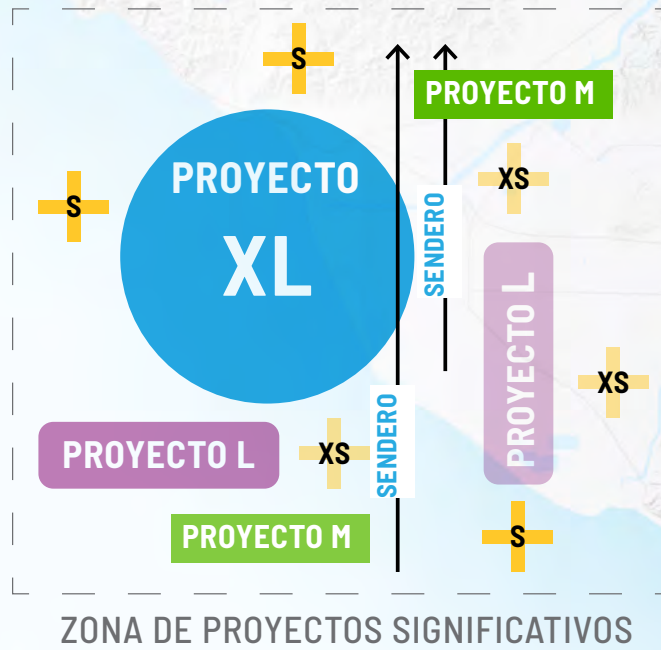 S
PROYECTO M
PROYECTO
XL
XS
S
SENDERO
PROYECTO L
XS
SENDERO
PROYECTO L
XS
PROYECTO M
S
ZONA DE PROYECTOS SIGNIFICATIVOS